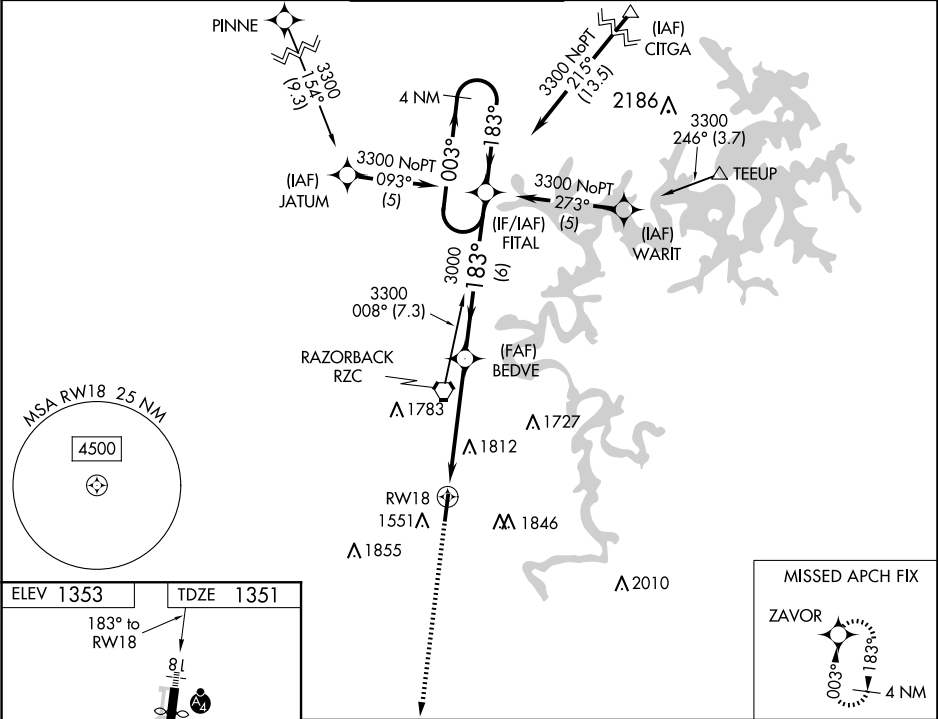 PINNE
3300
154°
(9.3)
(IAF)
CITGA
3300 NoPT
215°
(13.5)
4 NM
003°
183°
2186
3300
246° (3.7)
TEEUP
(IAF)
JATUM
3300 NoPT
093°
(5)
3300 NoPT
273°
(5)
(IF/IAF)
FITAL
(IAF)
WARIT
3000
183°
(6)
3300
008° (7.3)
RAZORBACK
RZC
(FAF)
BEDVE
1783
1727
1812
MSA RW18 25 NM
4500
RW18
1551
1846
1855
2010
ELEV 1353
TDZE 1351
183° to
RW18
18
A4
MISSED APCH FIX
ZAVOR
003°
183°
4 NM